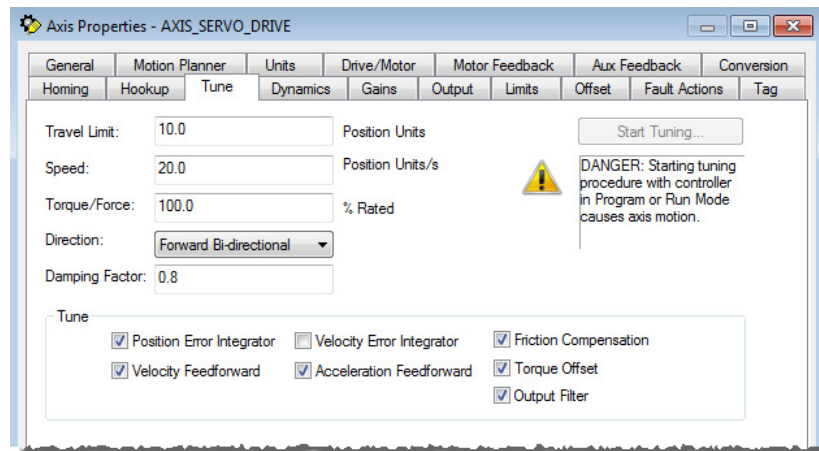 Axis Properties - AXIS_SERVO_DRIVE
General Motion Planner Units Drive/Motor Motor Feedback Aux Feedback Conversion
Homing Hookup Tune Dynamics Gains Output Limits Offset Fault Actions Tag
Travel Limit: 10.0 Position Units Start Tuning...
Speed: 20.0 Position Units/s
DANGER: Starting tuning
procedure with controller
in Program or Run Mode
causes axis motion.
Torque/Force: 100.0 % Rated
Direction: Forward Bi-directional
Damping Factor: 0.8
Tune
Position Error Integrator Velocity Error Integrator Friction Compensation
Velocity Feedforward Acceleration Feedforward Torque Offset
Output Filter